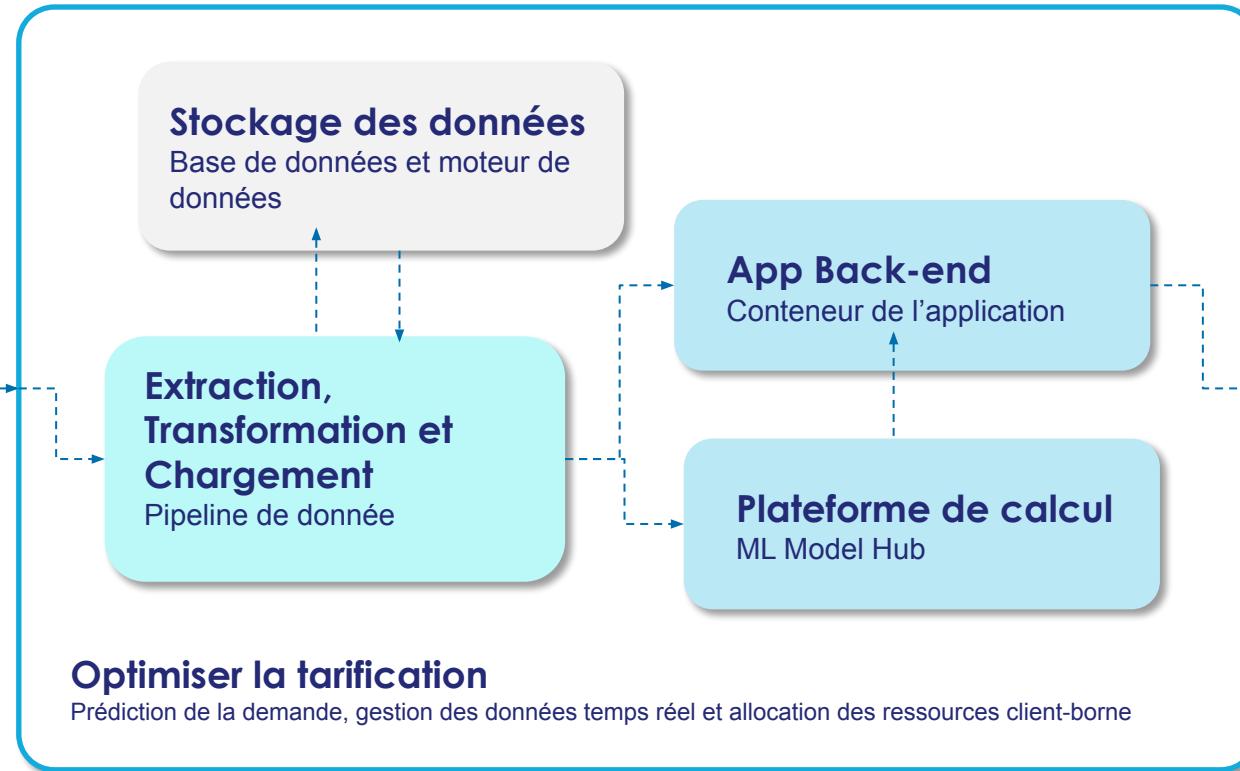 Stockage des données
Base de données et moteur de
données
App Back-end
Conteneur de l’application
Extraction,
Transformation et
Chargement
Pipeline de donnée
Plateforme de calcul
ML Model Hub
Optimiser la tarification
Prédiction de la demande, gestion des données temps réel et allocation des ressources client-borne